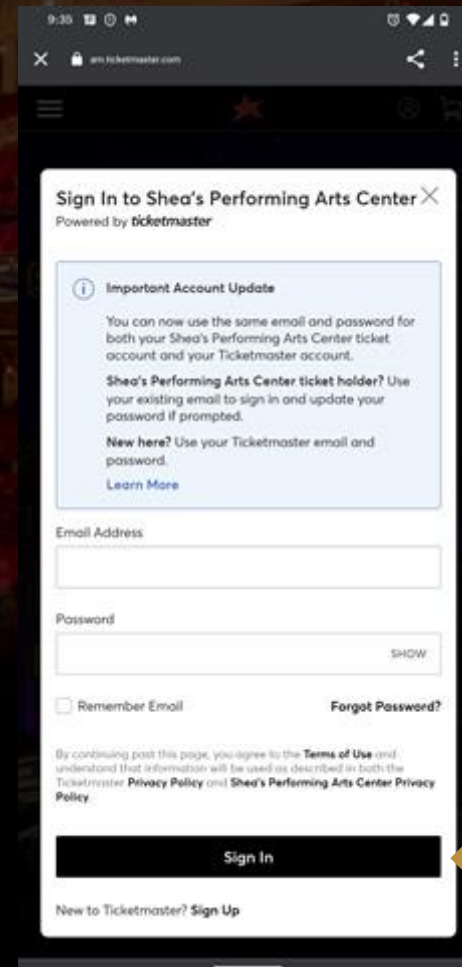 9:35
am.ticketmaster.com
Sign In to Shea's Performing Arts Center
Powered by ticketmaster
Important Account Update
You can now use the same email and password for
both your Shea's Performing Arts Center ticket
account and your Ticketmaster account.
Shea's Performing Arts Center ticket holder? Use
your existing email to sign in and update your
password if prompted.
New here? Use your Ticketmaster email and
password.
Learn More
Email Address
Password
SHOW
Remember Email Forgot Password?
By continuing past this page, you agree to the Terms of Use and
understand that information will be used as described in both the
Ticketmaster Privacy Policy and Shea's Performing Arts Center Privacy
Policy.
Sign In
New to Ticketmaster? Sign Up